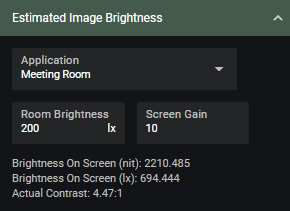 Estimated Image Brightness
Application
Meeting Room
Room Brightness
200 lx
Screen Gain
10
Brightness On Screen (nit): 2210.485
Brightness On Screen (lx): 694.444
Actual Contrast: 4.47:1